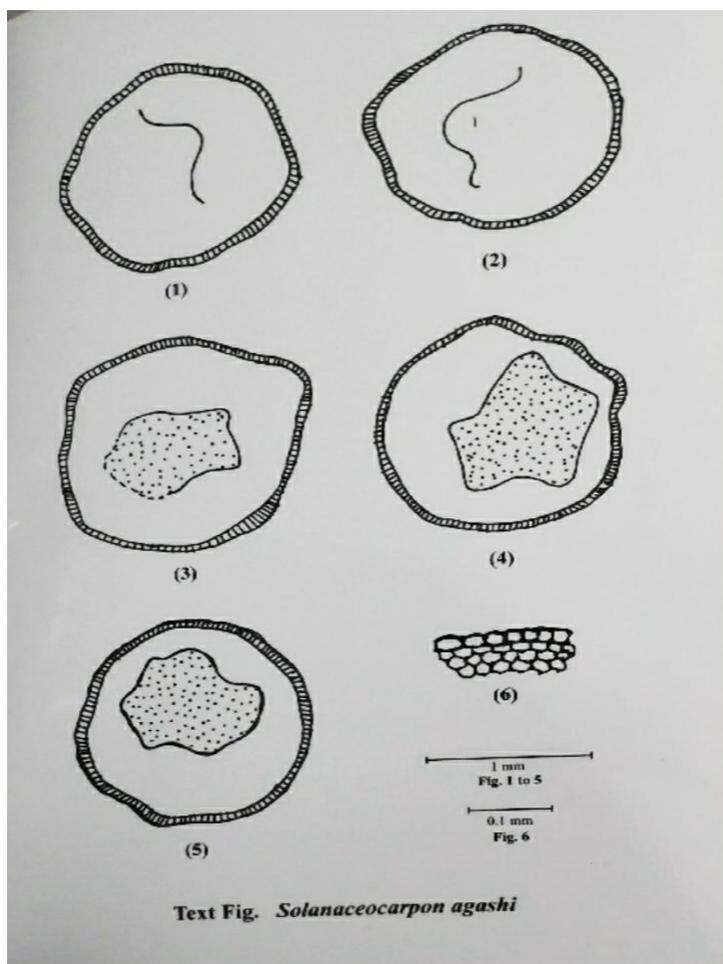 (1)
(2)
(3)
(4)
(5)
(6)
1 mm
Fig. 1 to 5
0.1 mm
Fig. 6
Text Fig. Solanaceocarpon agashi